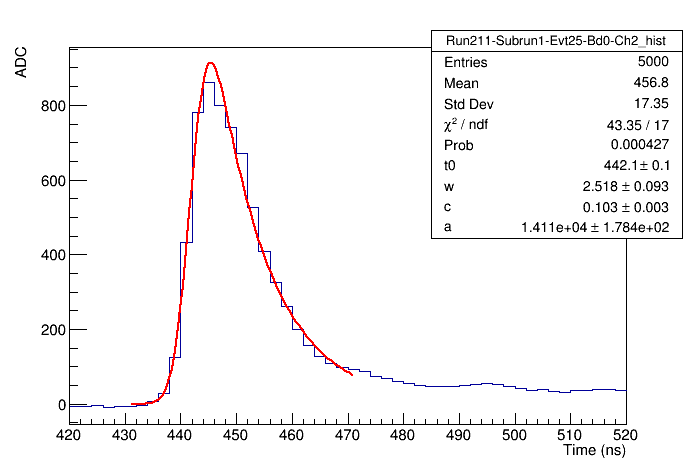 Run211-Subrun1-Evt25-Bd0-Ch2_hist
Entries 5000
Mean 456.8
Std Dev 17.35
χ² / ndf 43.35 / 17
Prob 0.000427
t0 442.1 ± 0.1
w 2.518 ± 0.093
c 0.103 ± 0.003
a 1.411e+04 ± 1.784e+02
ADC
800
600
400
200
0
420 430 440 450 460 470 480 490 500 510 520
Time (ns)